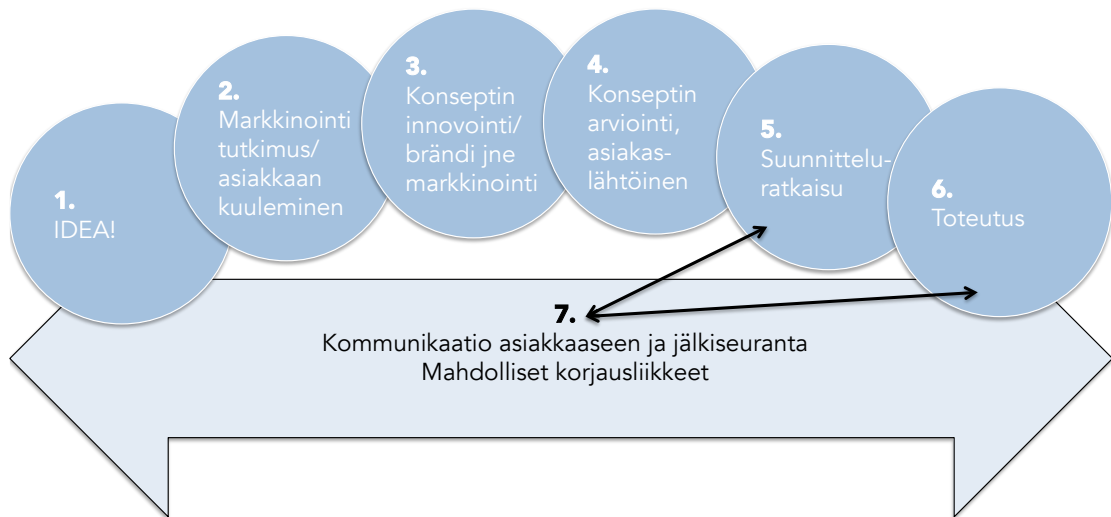 1.
IDEA!
2.
Markkinointi
tutkimus/
asiakkaan
kuuleminen
3.
Konseptin
innovointi/
brändi jne
markkinointi
4.
Konseptin
arviointi,
asiakas-
lähtöinen
5.
Suunnittelu-
ratkaisu
6.
Toteutus
7.
Kommunikaatio asiakkaaseen ja jälkiseuranta
Mahdolliset korjausliikkeet